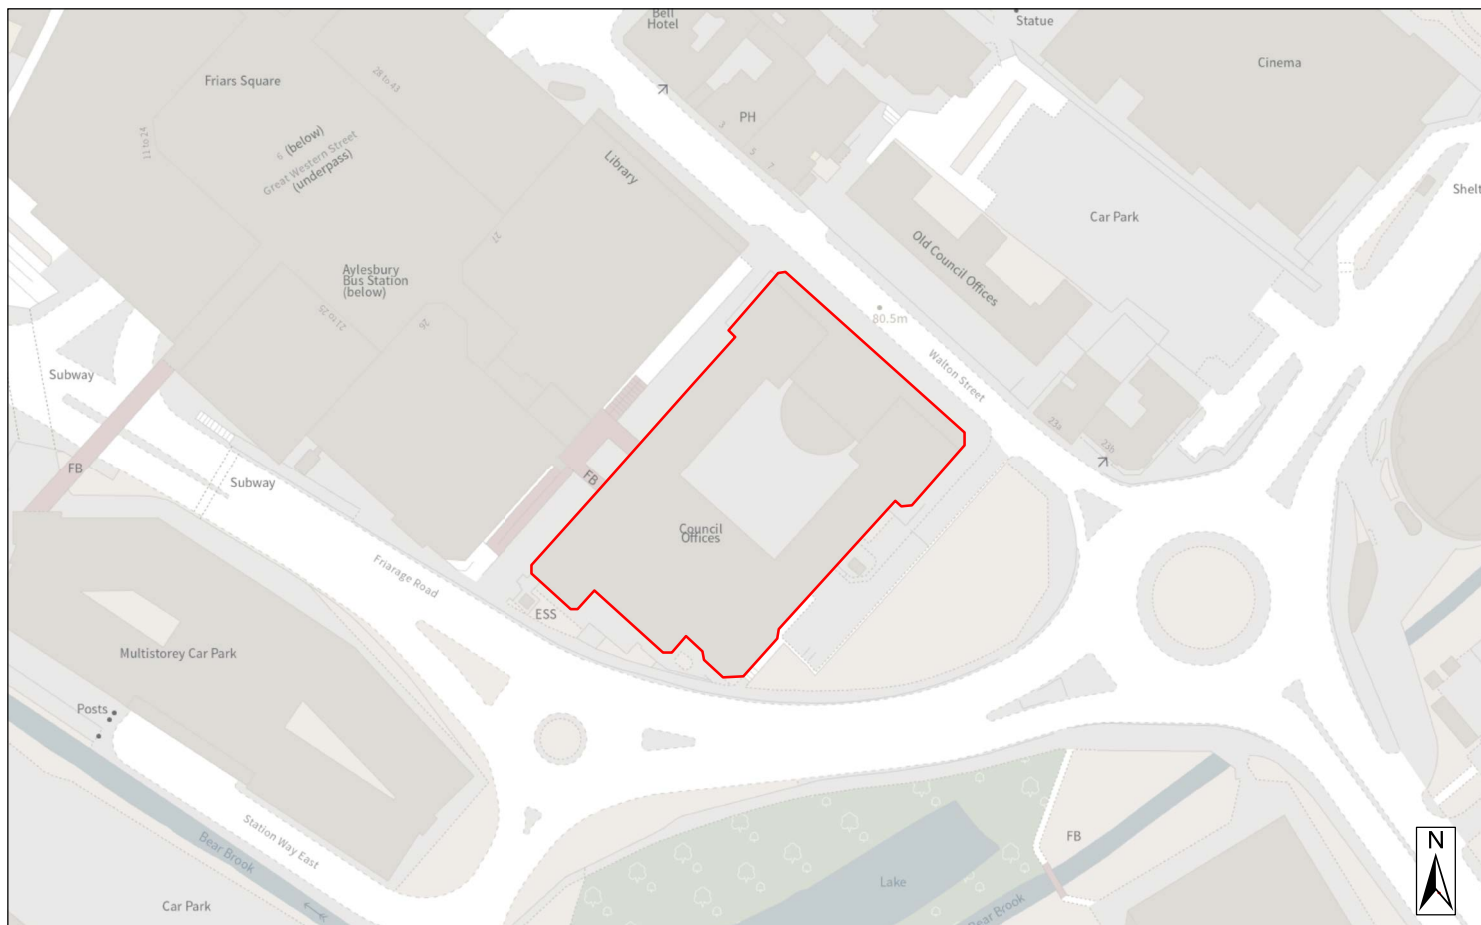 Bell
Hotel
Statue
Friars Square
28 to 43
Cinema
PH
3
5
7
11 to 24
6 (below)
Great Western Street
(underpass)
Library
Shelt
Car Park
27
Old Council Offices
Aylesbury
Bus Station
(below)
21 to 25
26
80.5m
Walton Street
Subway
23a
23b
FB
Subway
FB
Council
Offices
Friarage Road
ESS
Multistorey Car Park
Posts
Station Way East
Bear Brook
FB
N
Lake
Car Park
Bear Brook